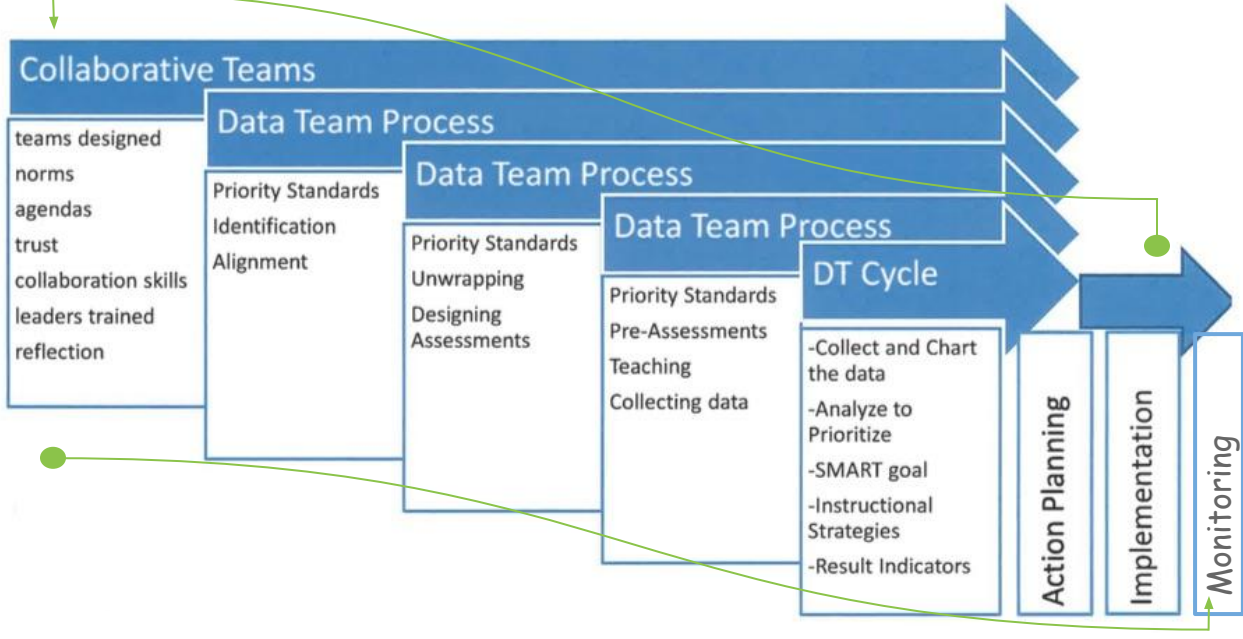 Collaborative Teams
teams designed
norms
agendas
trust
collaboration skills
leaders trained
reflection
Data Team Process
Priority Standards
Identification
Alignment
Data Team Process
Priority Standards
Unwrapping
Designing
Assessments
Data Team Process
Priority Standards
Pre-Assessments
Teaching
Collecting data
DT Cycle
-Collect and Chart
the data
-Analyze to
Prioritize
-SMART goal
-Instructional
Strategies
-Result Indicators
Action Planning
Implementation
Monitoring